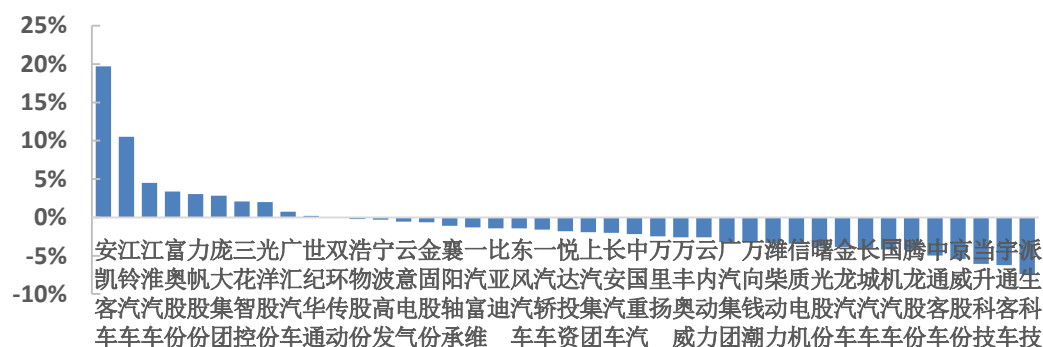 25%
20%
15%
10%
5%
0%
-5%
-10%
安凯客车
江铃汽车
江淮汽车
富奥股份
力帆股份
庞大集团
三花智控
光洋股份
广汇汽车
世纪华通
双环传动
浩物股份
宁波高发
云意电气
金固股份
襄阳轴承
一汽富维
比亚迪
东风汽车
一汽轿车
悦达投资
上汽集团
长安汽车
中国重汽
万里扬
万丰奥威
云内动力
广汽集团
万向钱潮
潍柴动力
信质电机
曙光股份
金龙汽车
长城汽车
国机汽车
腾龙股份
中通客车
京威股份
当升科技
宇通客车
派生科技